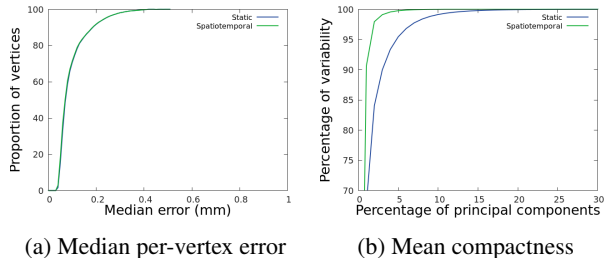 Static
Spatiotemporal
Proportion of vertices
100
80
60
40
20
0
0
0.2
0.4
0.6
0.8
1
Median error (mm)
(a) Median per-vertex error
Static
Spatiotemporal
Percentage of variability
100
95
90
85
80
75
70
0
5
10
15
20
25
30
Percentage of principal components
(b) Mean compactness